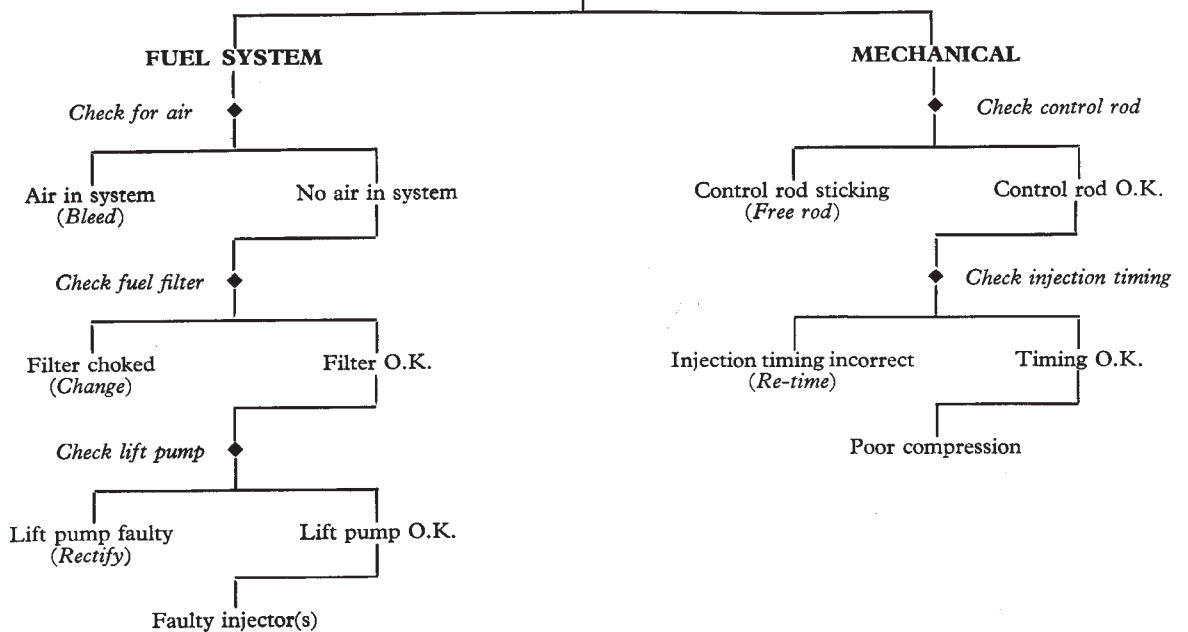 FUEL SYSTEM
Check for air
Air in system
(Bleed)
No air in system
Check fuel filter
Filter choked
(Change)
Filter O.K.
Check lift pump
Lift pump faulty
(Rectify)
Lift pump O.K.
Faulty injector(s)
MECHANICAL
Check control rod
Control rod sticking
(Free rod)
Control rod O.K.
Check injection timing
Injection timing incorrect
(Re-time)
Timing O.K.
Poor compression